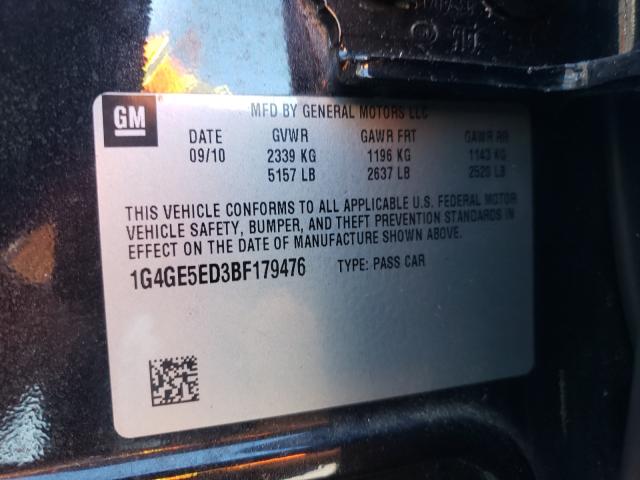 GM
MFD BY GENERAL MOTORS LLC
DATE GVWR GAWR FRT GAWR RR
09/10 2339 KG 1196 KG 1143 KG
5157 LB 2637 LB 2520 LB
THIS VEHICLE CONFORMS TO ALL APPLICABLE U.S. FEDERAL MOTOR
VEHICLE SAFETY, BUMPER, AND THEFT PREVENTION STANDARDS IN
EFFECT ON THE DATE OF MANUFACTURE SHOWN ABOVE.
1G4GE5ED3BF179476 TYPE: PASS CAR